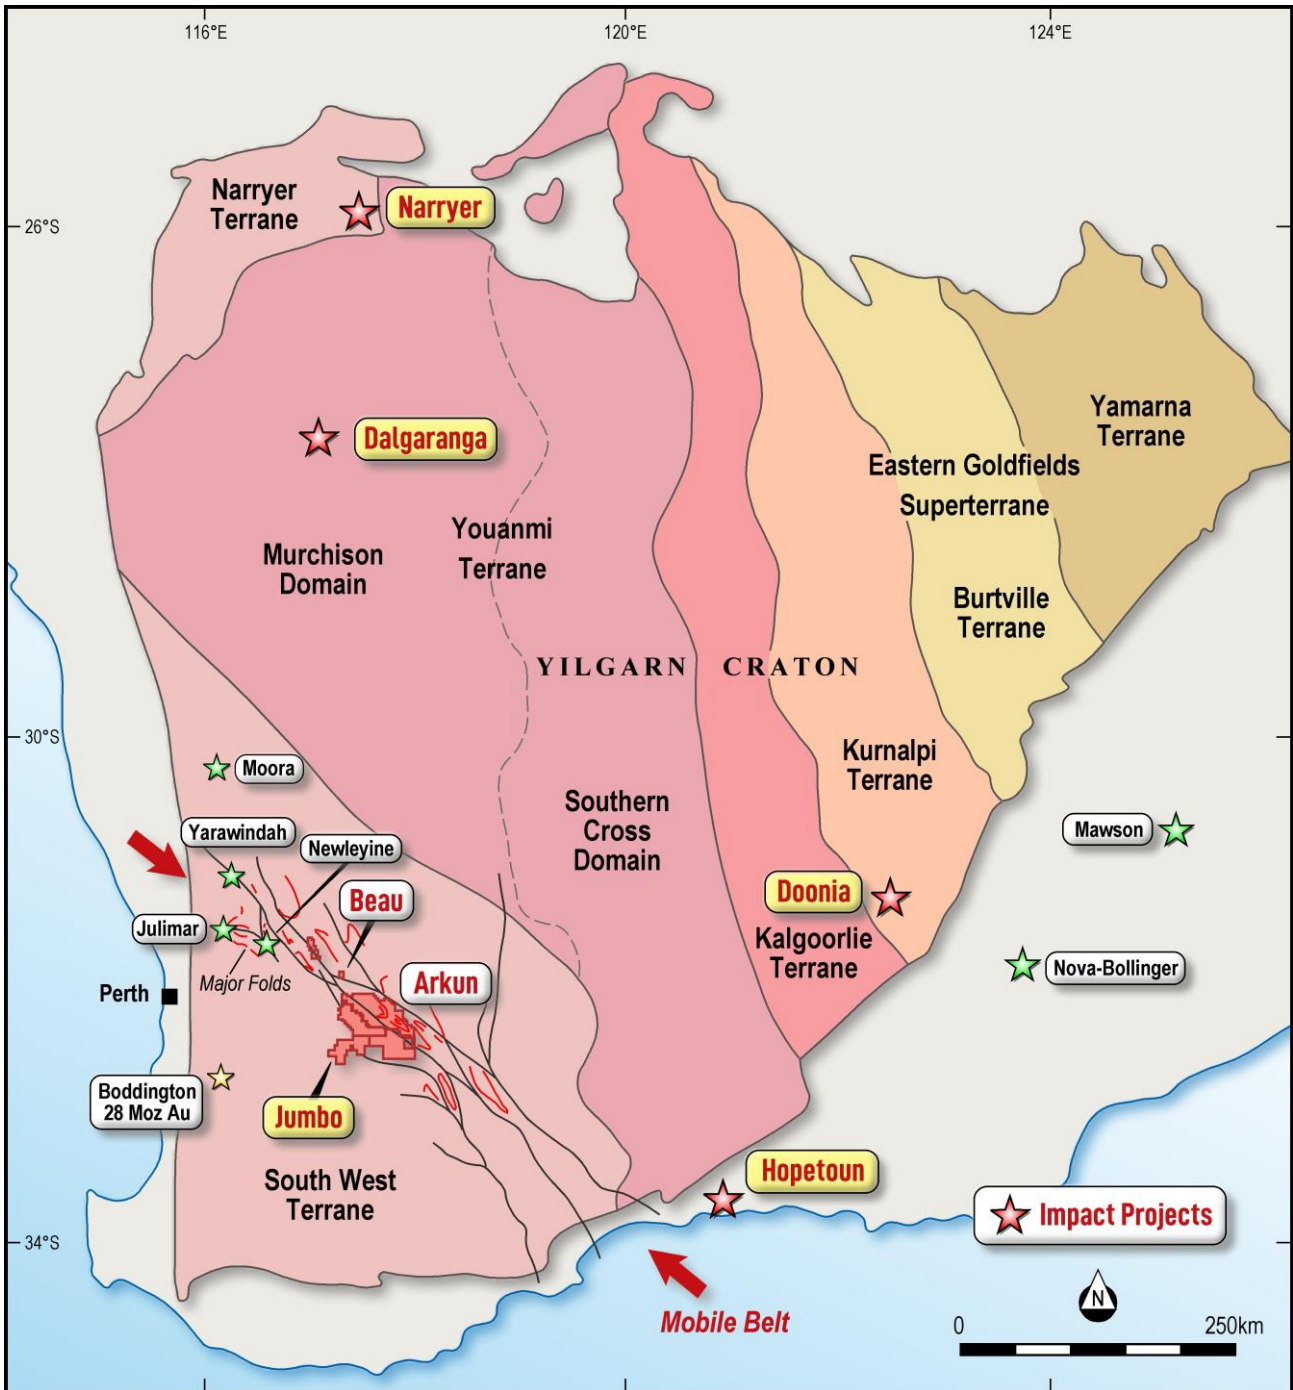 116°E
120°E
124°E
Narryer
Terrane
Narryer
26°S
Dalgaranga
Yamarna
Terrane
Eastern Goldfields
Superterrane
Youanmi
Terrane
Murchison
Domain
Burtville
Terrane
YILGARN CRATON
30°S
Moora
Kurnalpi
Terrane
Southern
Cross
Domain
Yarawindah
Newleyine
Mawson
Beau
Doonia
Julimar
Kalgoorlie
Terrane
Major Folds
Arkun
Nova-Bollinger
Perth
Boddington
28 Moz Au
Jumbo
South West
Terrane
Hopetoun
Impact Projects
34°S
Mobile Belt
N
0
250km